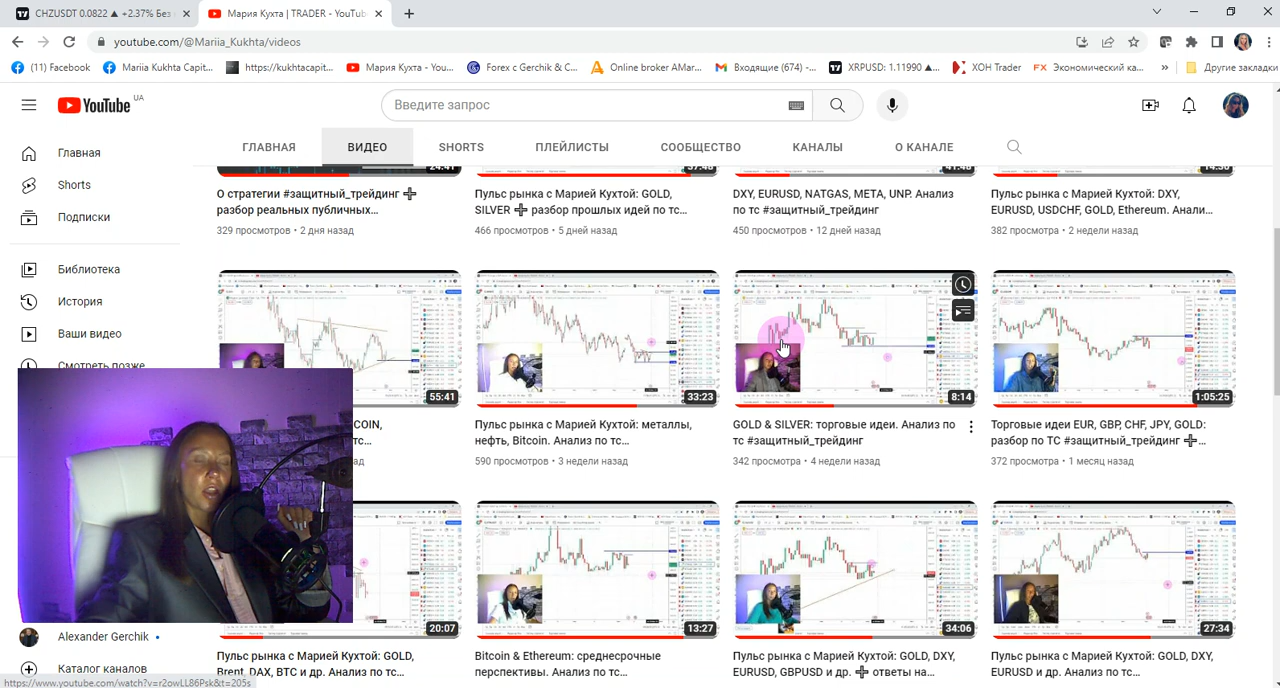 CHZUSDT 0.0822 ▲ +2.37% Без
Мария Кухта | TRADER - YouTub
youtube.com/@Mariia_Kukhta/videos
(11) Facebook
Mariia Kukhta Capit...
https://kukhtacapit...
Мария Кухта - You...
Forex c Gerchik & C...
Online broker AMar...
Входящие (674) -...
XRPUSD: 1.11990 ▲...
XOH Trader
FX Экономический ка...
»
Другие закладки
YouTube UA
Введите запрос
ГЛАВНАЯ
ВИДЕО
SHORTS
ПЛЕЙЛИСТЫ
СООБЩЕСТВО
КАНАЛЫ
О КАНАЛЕ
Главная
Shorts
Подписки
Библиотека
История
Ваши видео
Смотреть позже
О стратегии #защитный_трейдинг ➕
разбор реальных публичных...
329 просмотров • 2 дня назад
Пульс рынка с Марией Кухтой: GOLD,
SILVER ➕ разбор прошлых идей по тс...
466 просмотров • 5 дней назад
DXY, EURUSD, NATGAS, META, UNP. Анализ
по тс #защитный_трейдинг
450 просмотров • 12 дней назад
Пульс рынка с Марией Кухтой: DXY,
EURUSD, USDCHF, GOLD, Ethereum. Анали...
382 просмотра • 2 недели назад
55:41
33:23
8:14
1:05:25
COIN,
тс...
ад
Пульс рынка с Марией Кухтой: металлы,
нефть, Bitcoin. Анализ по тс...
590 просмотров • 3 недели назад
GOLD & SILVER: торговые идеи. Анализ по
тс #защитный_трейдинг
342 просмотра • 4 недели назад
Торговые идеи EUR, GBP, CHF, JPY, GOLD:
разбор по ТС #защитный_трейдинг ➕...
372 просмотра • 1 месяц назад
20:07
13:27
34:06
27:34
Alexander Gerchik •
Каталог каналов
Пульс рынка с Марией Кухтой: GOLD,
Brent, DAX, BTC и др. Анализ по тс...
Bitcoin & Ethereum: среднесрочные
перспективы. Анализ по тс...
Пульс рынка с Марией Кухтой: GOLD, DXY,
EURUSD, GBPUSD и др. ➕ ответы на...
Пульс рынка с Марией Кухтой: GOLD, DXY,
EURUSD и др. Анализ по тс...
https://www.youtube.com/watch?v=r2owLL86Psk&t=205s